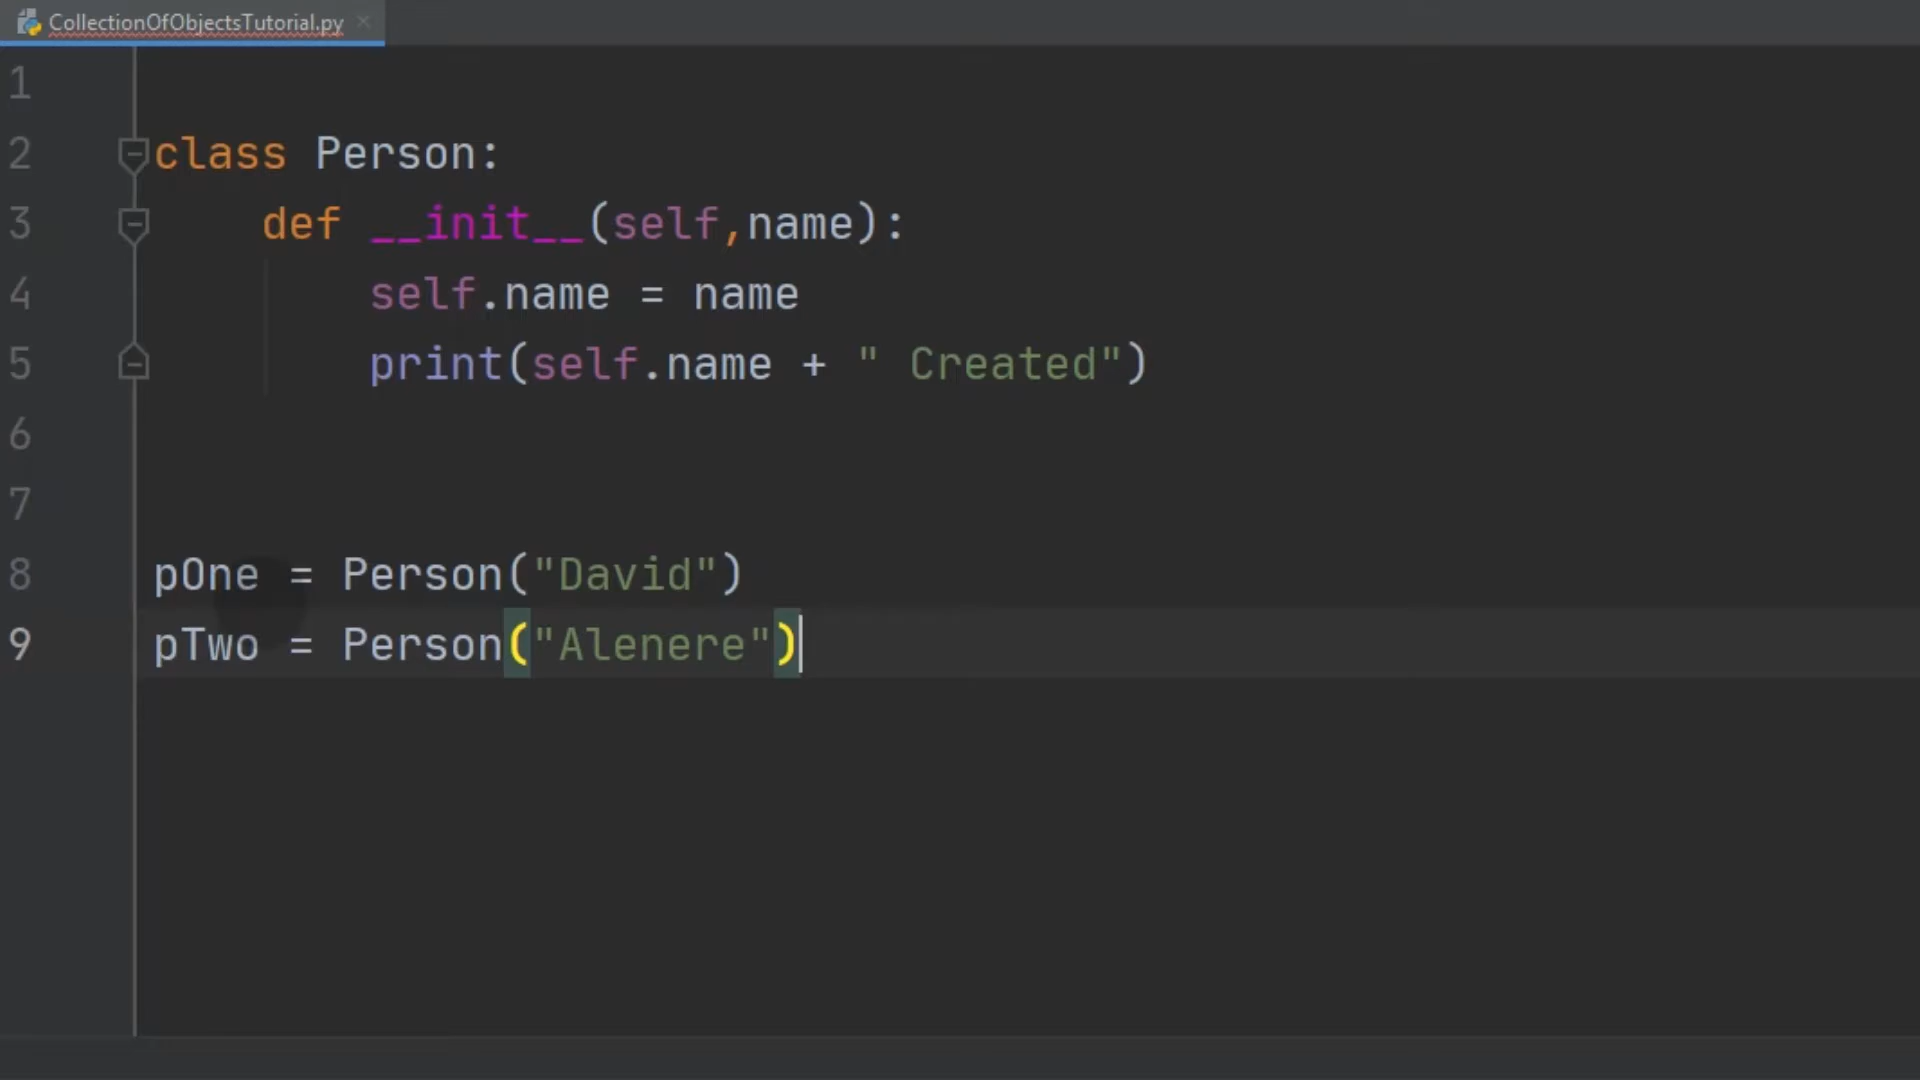 CollectionOfObjectsTutorial.py
1
2 class Person:
3 def __init__(self,name):
4 self.name = name
5 print(self.name + " Created")
6
7
8 pOne = Person("David")
9 pTwo = Person("Alenere")